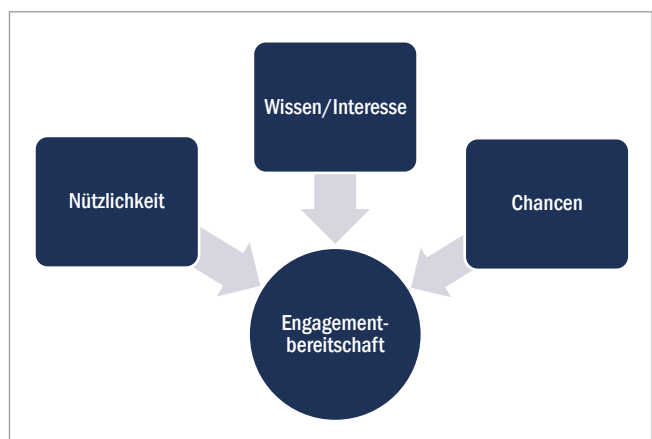 Wissen/Interesse
Nützlichkeit
Chancen
Engagement-
bereitschaft